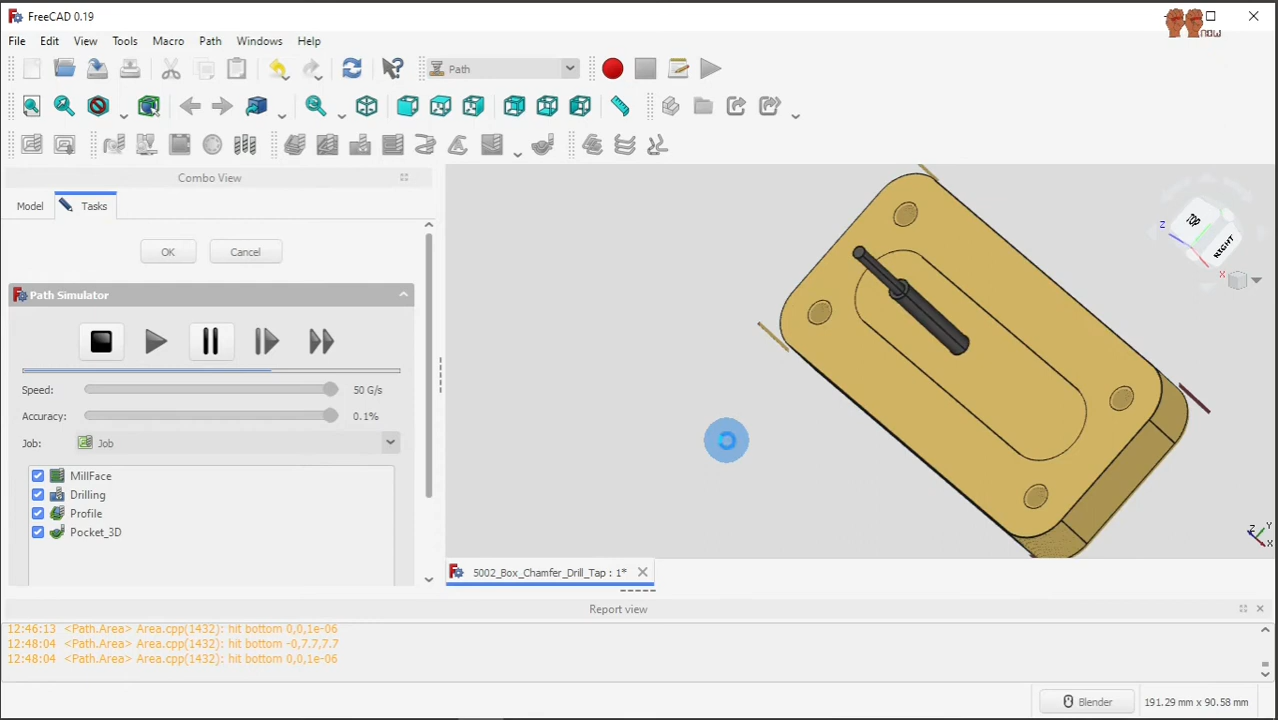 FreeCAD 0.19
now
File Edit View Tools Macro Path Windows Help
Path
Combo View
Model Tasks
OK Cancel
Path Simulator
Speed: 50 G/s
Accuracy: 0.1%
Job: Job
MillFace
Drilling
Profile
Pocket_3D
TOP
RIGHT
Z
X
Z Y
X
5002_Box_Chamfer_Drill_Tap : 1*
Report view
12:46:13 <Path.Area> Area.cpp(1432): hit bottom 0,0,1e-06
12:48:04 <Path.Area> Area.cpp(1432): hit bottom -0,7.7,7.7
12:48:04 <Path.Area> Area.cpp(1432): hit bottom 0,0,1e-06
Blender 191.29 mm x 90.58 mm